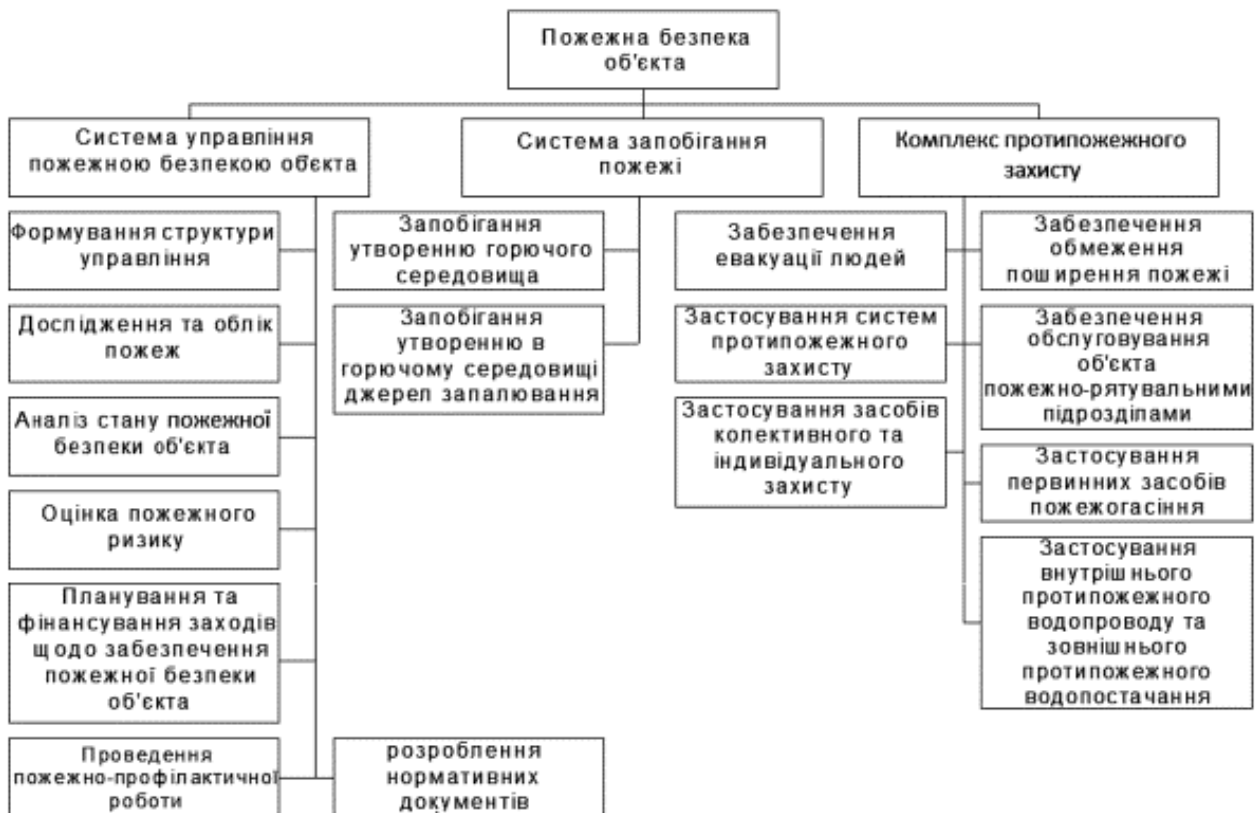 Пожежна безпека
об'єкта
Система управління
пожежною безпекою об'єкта
Система запобігання
пожежі
Комплекс протипожежного
захисту
Формування структури
управління
Дослідження та облік
пожеж
Аналіз стану пожежної
безпеки об'єкта
Оцінка пожежного
ризику
Планування та
фінансування заходів
щодо забезпечення
пожежної безпеки
об'єкта
Проведення
пожежно-профілактичної
роботи
розроблення
нормативних
документів
Запобігання
утворенню горючого
середовища
Запобігання
утворенню в
горючому середовищі
джерел запалювання
Забезпечення
евакуації людей
Застосування систем
протипожежного
захисту
Застосування засобів
колективного та
індивідуального
захисту
Забезпечення
обмеження
поширення пожежі
Забезпечення
обслуговування
об'єкта
пожежно-рятувальними
підрозділами
Застосування
первинних засобів
пожежогасіння
Застосування
внутрішнього
протипожежного
водопроводу та
зовнішнього
протипожежного
водопостачання